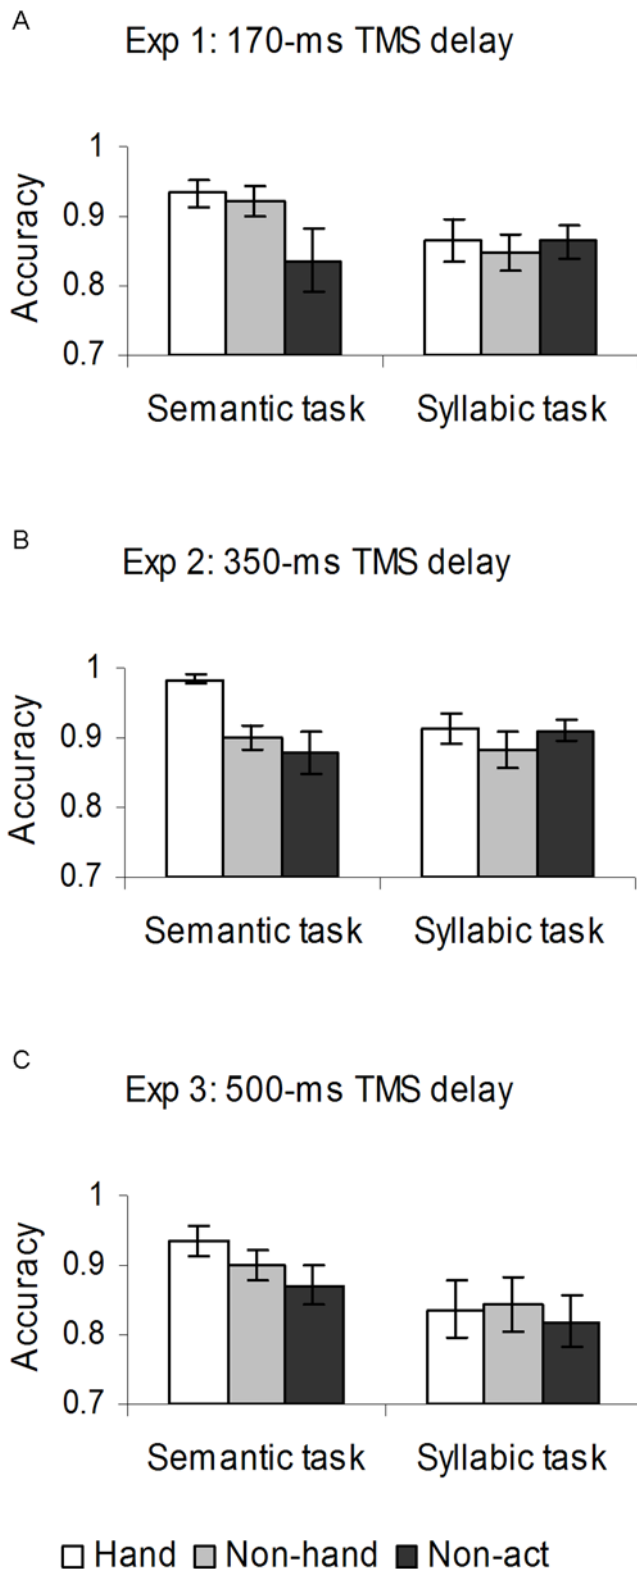 A
Exp 1: 170-ms TMS delay
Accuracy
1
0.9
0.8
0.7
Semantic task Syllabic task
B
Exp 2: 350-ms TMS delay
Accuracy
1
0.9
0.8
0.7
Semantic task Syllabic task
C
Exp 3: 500-ms TMS delay
Accuracy
1
0.9
0.8
0.7
Semantic task Syllabic task
Hand Non-hand Non-act